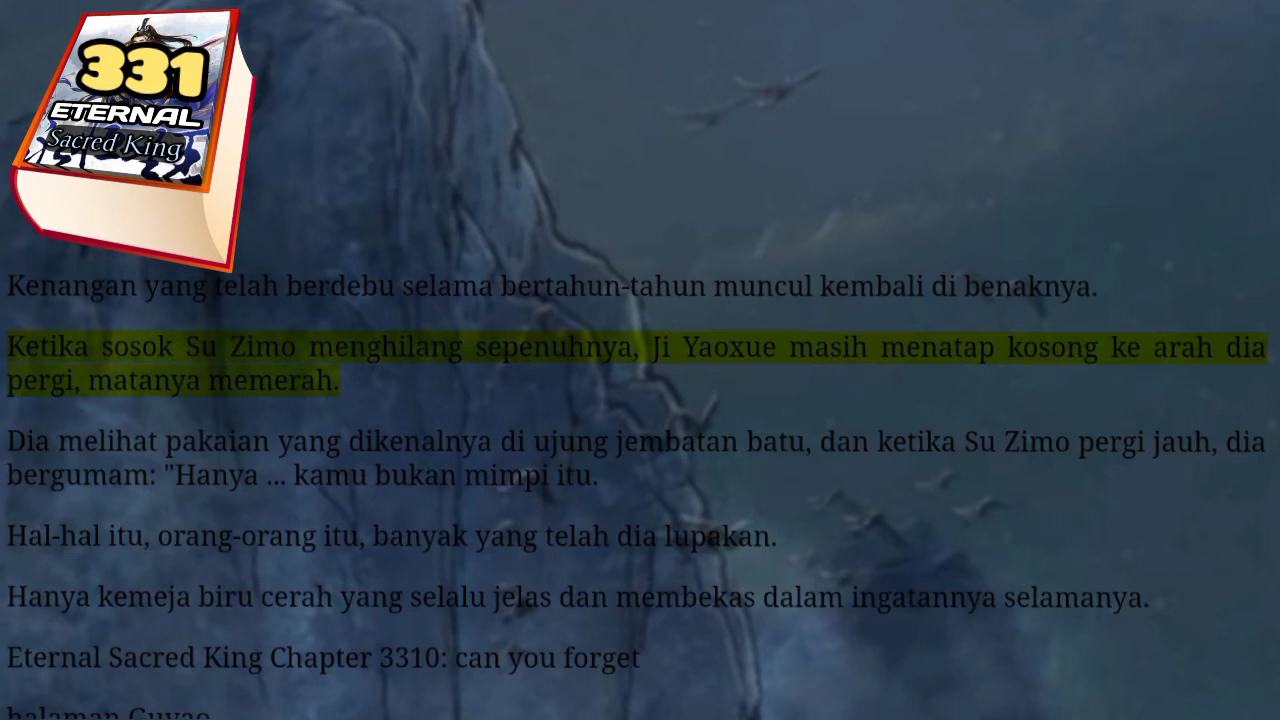 331
ETERNAL
Sacred King
Kenangan yang telah berdebu selama bertahun-tahun muncul kembali di benaknya.
Ketika sosok Su Zimo menghilang sepenuhnya, Ji Yaoxue masih menatap kosong ke arah dia
pergi, matanya memerah.
Dia melihat pakaian yang dikenalnya di ujung jembatan batu, dan ketika Su Zimo pergi jauh, dia
bergumam: "Hanya ... kamu bukan mimpi itu.
Hal-hal itu, orang-orang itu, banyak yang telah dia lupakan.
Hanya kemeja biru cerah yang selalu jelas dan membekas dalam ingatannya selamanya.
Eternal Sacred King Chapter 3310: can you forget
halaman Guyao